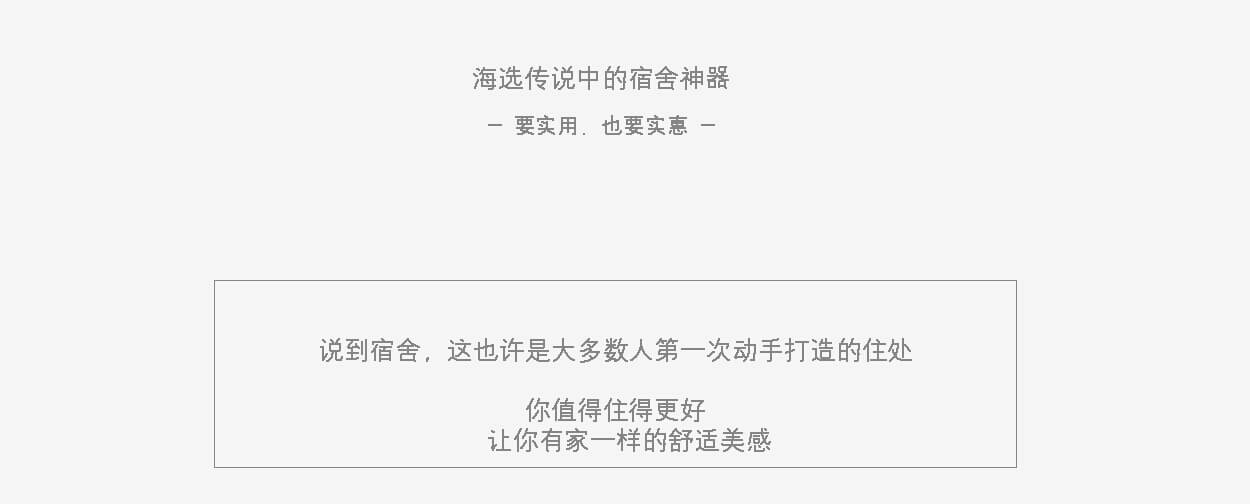 海选传说中的宿舍神器
— 要实用．也要实惠 —
说到宿舍，这也许是大多数人第一次动手打造的住处
你值得住得更好
让你有家一样的舒适美感